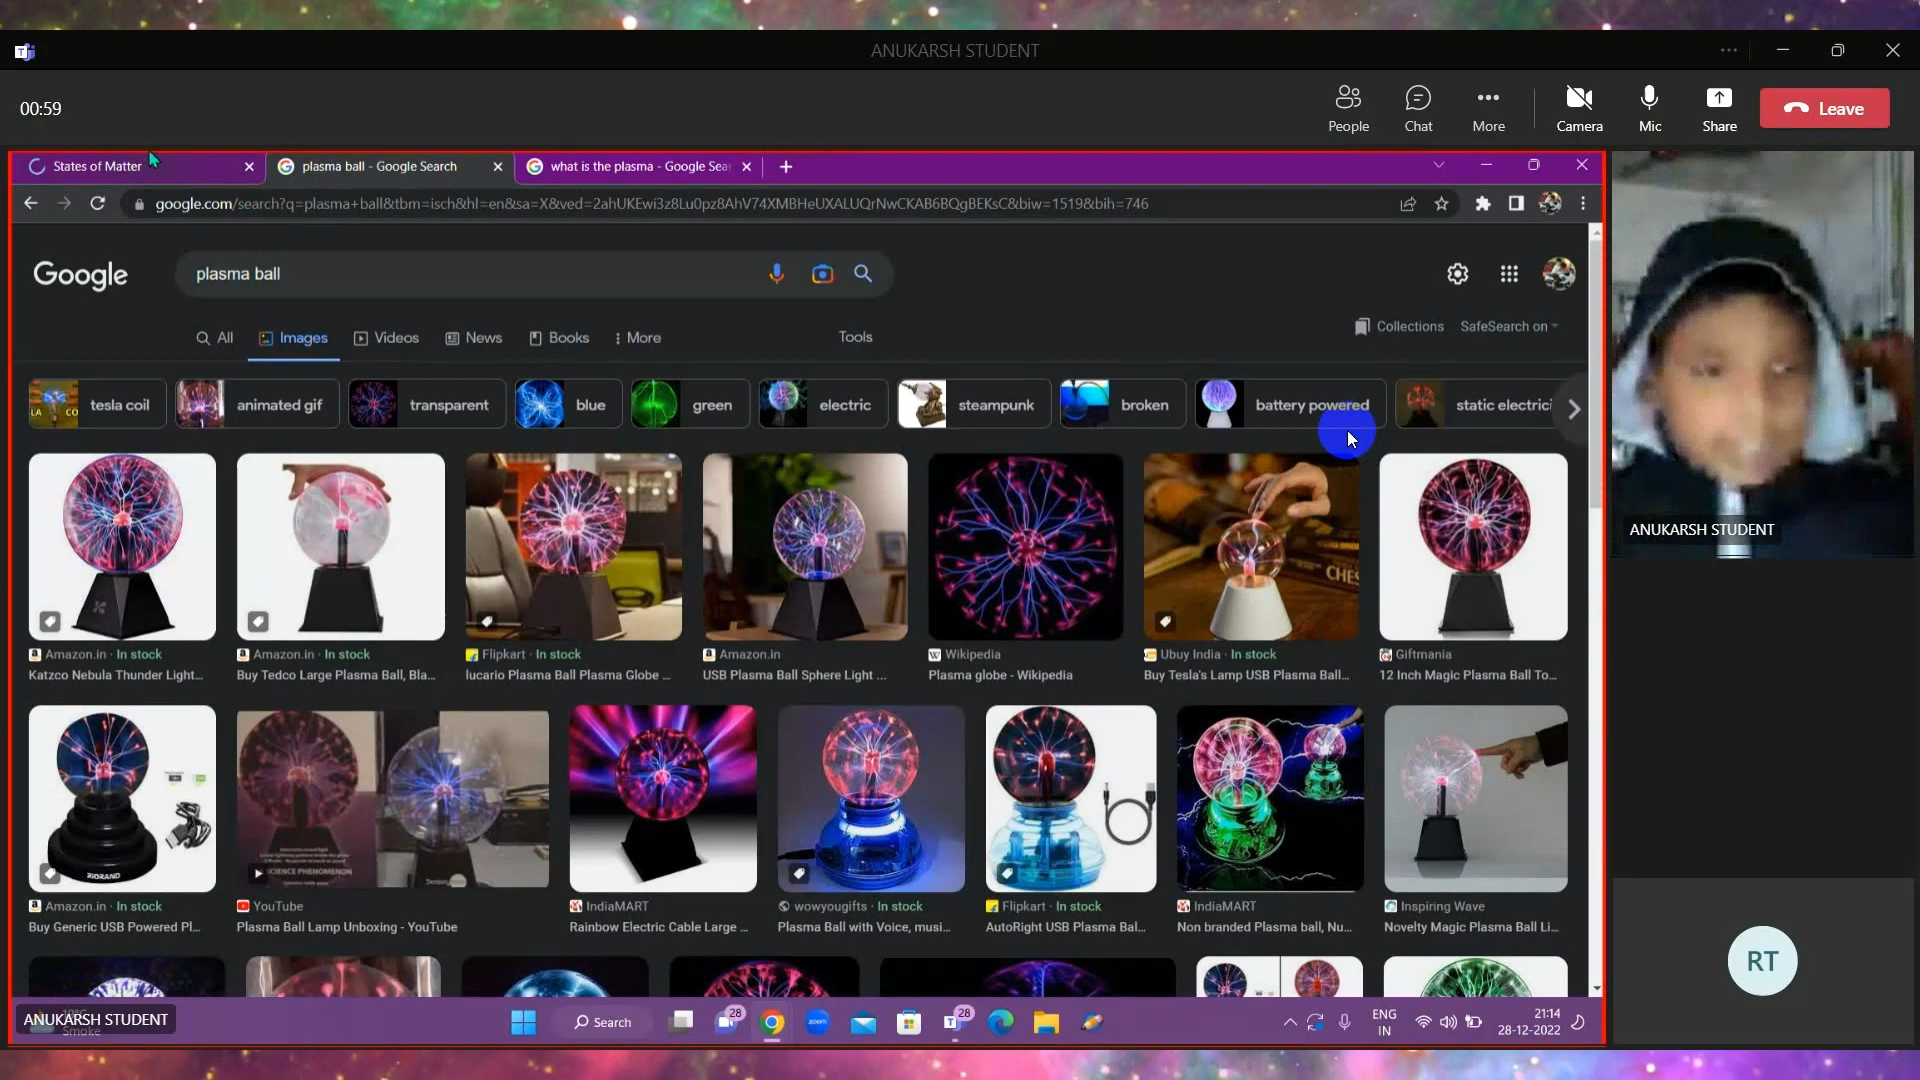 ANUKARSH STUDENT
00:59
People
Chat
More
Camera
Mic
Share
Leave
States of Matter
plasma ball - Google Search
what is the plasma - Google Sea
google.com/search?q=plasma+ball&tbm=isch&hl=en&sa=X&ved=2ahUKEwi3z8Lu0pz8AhV74XMBHeUXALUQrNwCKAB6BQgBEKsC&biw=1519&bih=746
Google
plasma ball
All
Images
Videos
News
Books
More
Tools
Collections
SafeSearch on
tesla coil
animated gif
transparent
blue
green
electric
steampunk
broken
battery powered
static electrici
Amazon.in · In stock
Katzco Nebula Thunder Light...
Amazon.in · In stock
Buy Tedco Large Plasma Ball, Bla...
Flipkart · In stock
lucario Plasma Ball Plasma Globe ...
Amazon.in
USB Plasma Ball Sphere Light ...
Wikipedia
Plasma globe - Wikipedia
CHES
Ubuy India · In stock
Buy Tesla's Lamp USB Plasma Ball...
Giftmania
12 Inch Magic Plasma Ball To...
RIORAND
Amazon.in · In stock
Buy Generic USB Powered Pl...
SCIENCE PHENOMENON
YouTube
Plasma Ball Lamp Unboxing - YouTube
IndiaMART
Rainbow Electric Cable Large ...
wowyougifts · In stock
Plasma Ball with Voice, musi...
Flipkart · In stock
AutoRight USB Plasma Bal...
IndiaMART
Non branded Plasma ball, Nu...
Inspiring Wave
Novelty Magic Plasma Ball Li...
ANUKARSH STUDENT
RT
ANUKARSH STUDENT
Smoke
Search
28
zoom
28
ENG
IN
21:14
28-12-2022